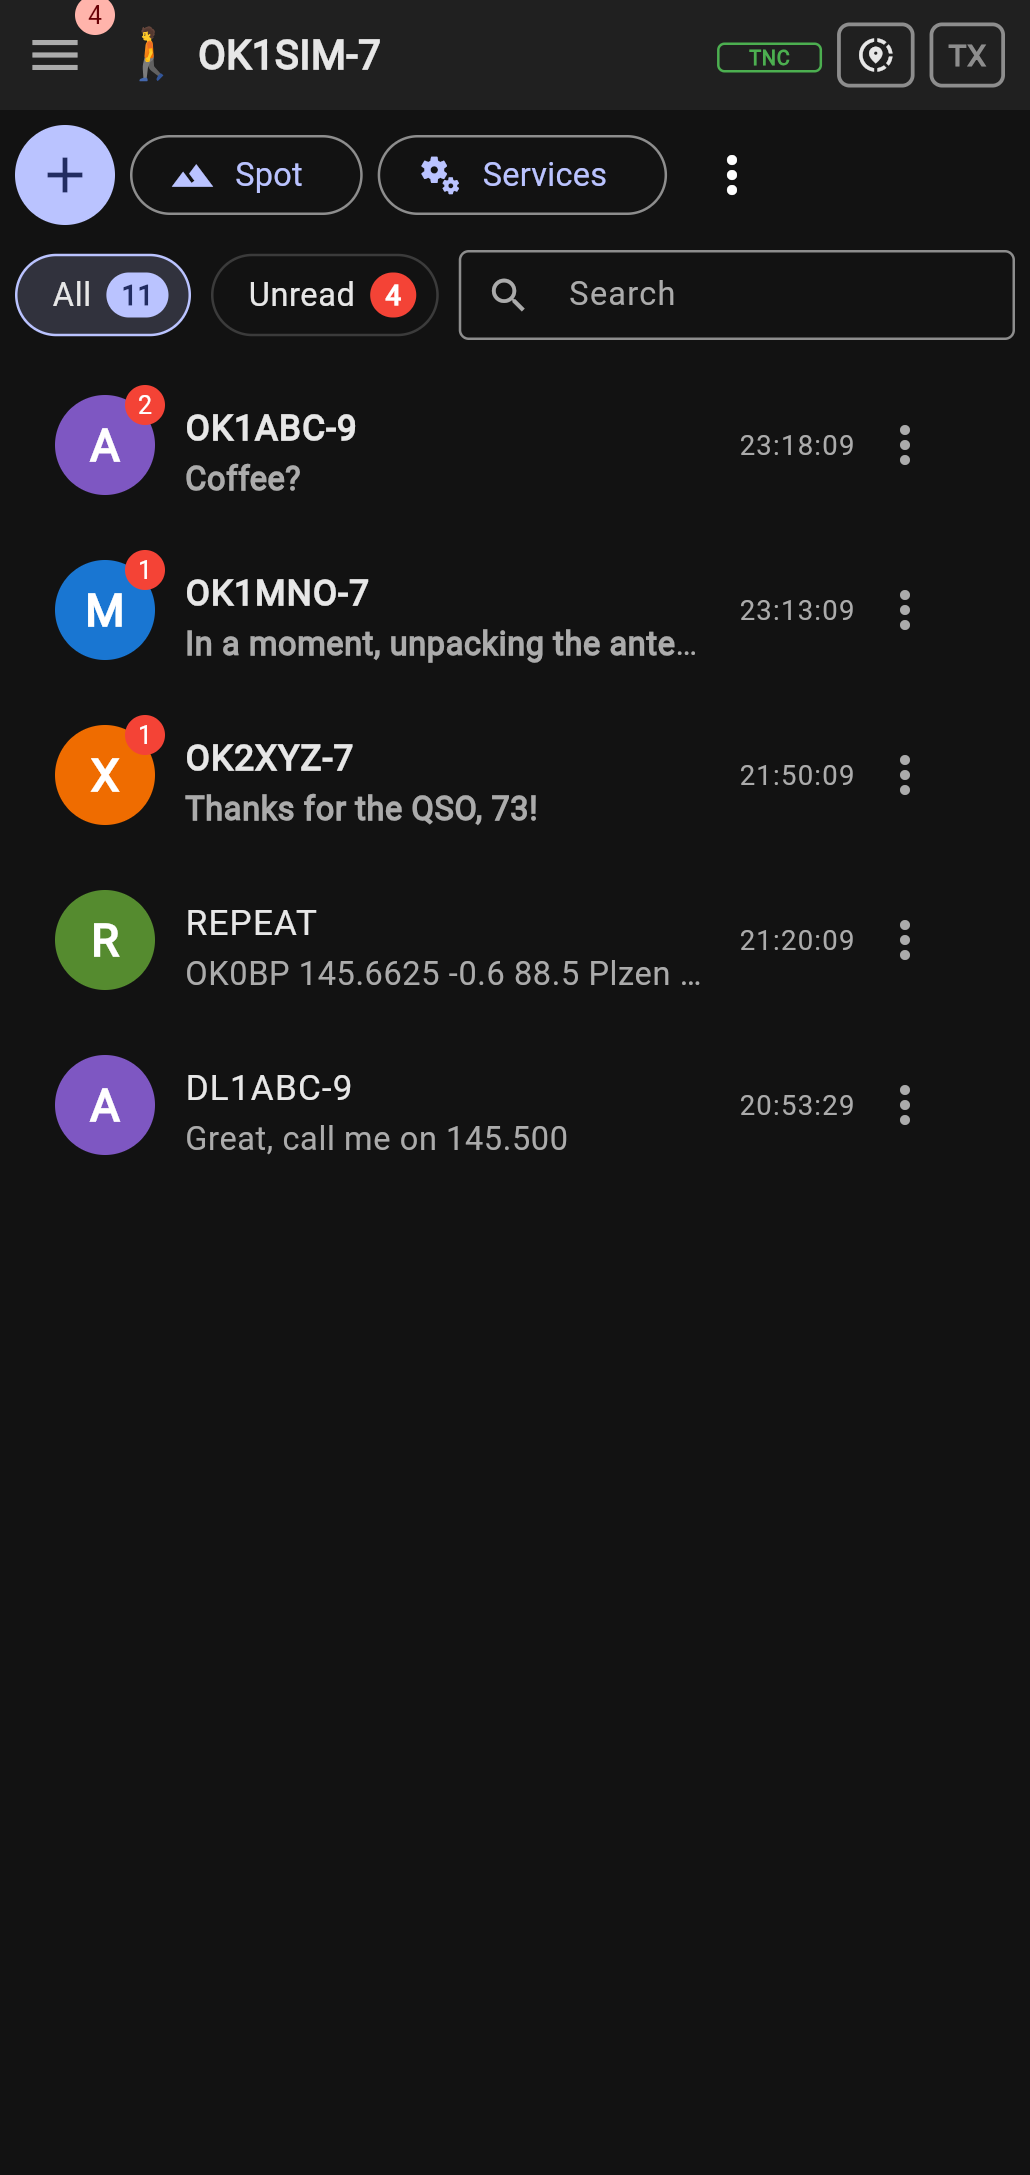 4
OK1SIM-7
TNC
TX
Spot
Services
All 11
Unread 4
Search
A 2
OK1ABC-9
Coffee?
23:18:09
M 1
OK1MNO-7
In a moment, unpacking the ante...
23:13:09
X 1
OK2XYZ-7
Thanks for the QSO, 73!
21:50:09
R
REPEAT
OK0BP 145.6625 -0.6 88.5 Plzen ...
21:20:09
A
DL1ABC-9
Great, call me on 145.500
20:53:29